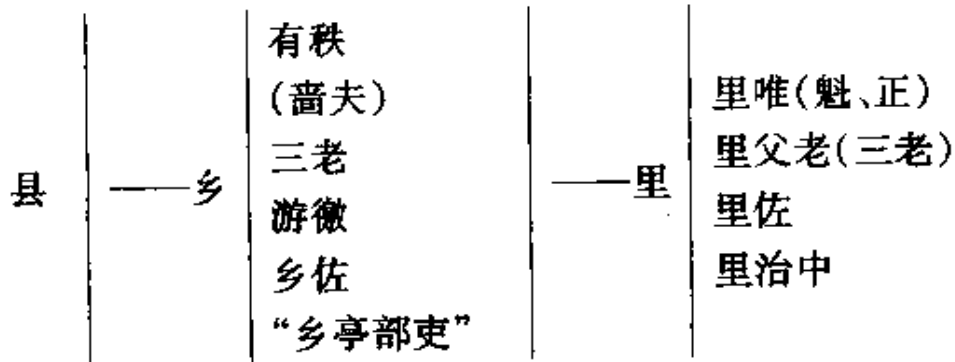 县
——乡
有秩
(啬夫)
三老
游徼
乡佐
“乡亭部吏”
——里
里唯(魁、正)
里父老(三老)
里佐
里治中